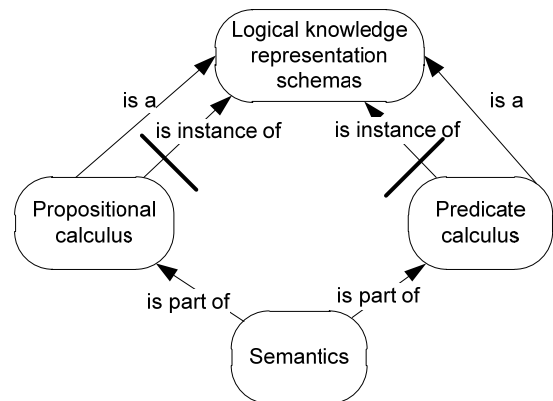 Logical knowledge
representation
schemas
is a
is a
is instance of
is instance of
Propositional
calculus
Predicate
calculus
is part of
is part of
Semantics